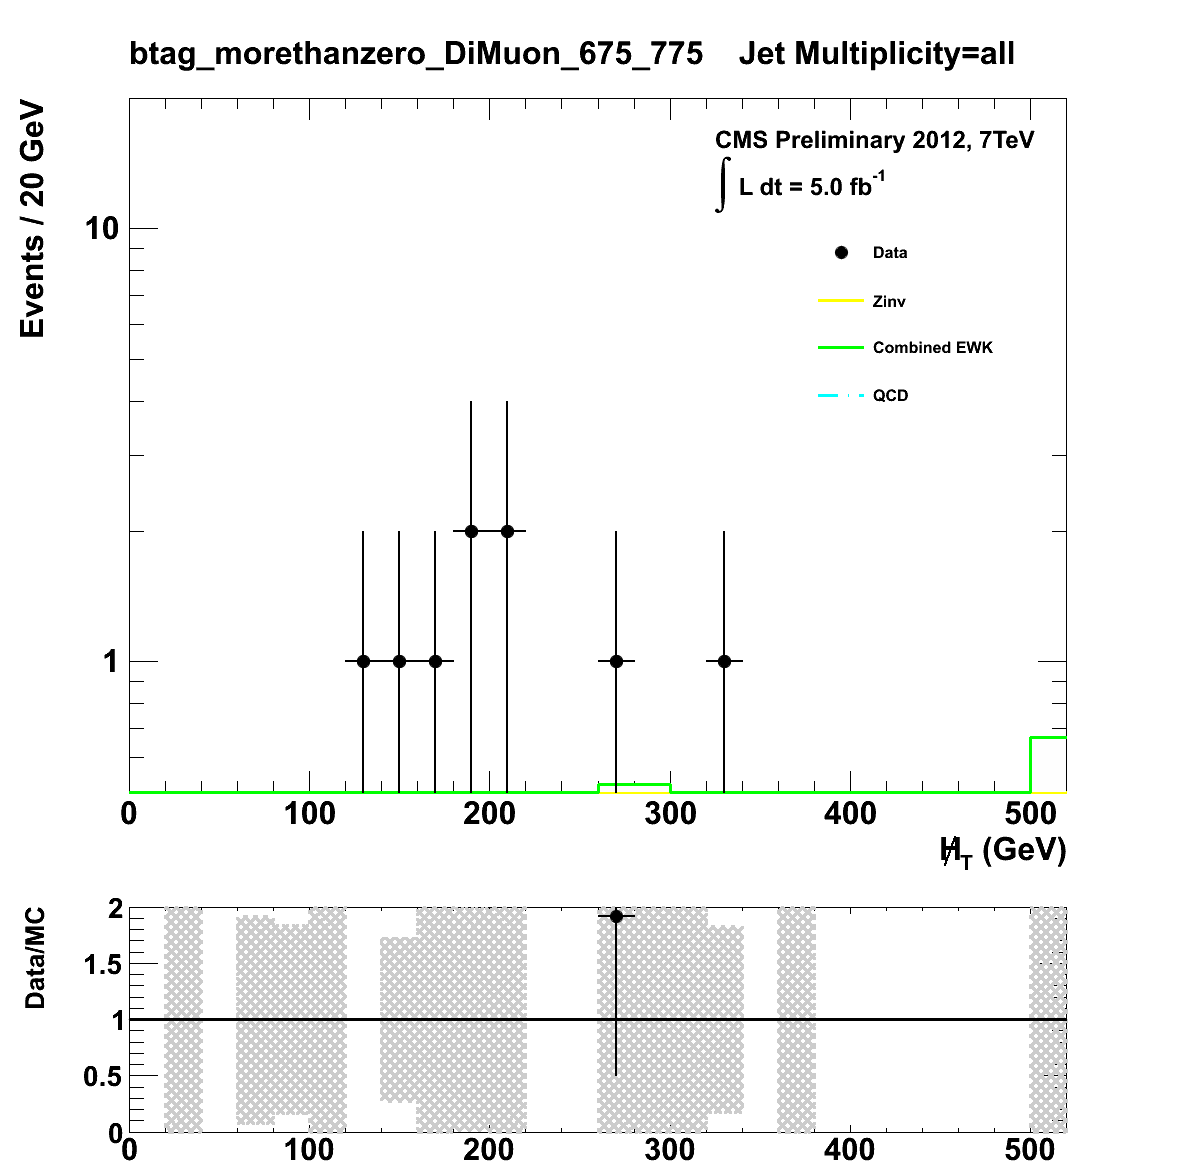 btag_morethanzero_DiMuon_675_775 Jet Multiplicity=all
Events / 20 GeV
CMS Preliminary 2012, 7TeV
∫ L dt = 5.0 fb-1
Data
Zinv
Combined EWK
QCD
10
1
0 100 200 300 400 500
H̸T (GeV)
Data/MC
2
1.5
1
0.5
0
0 100 200 300 400 500